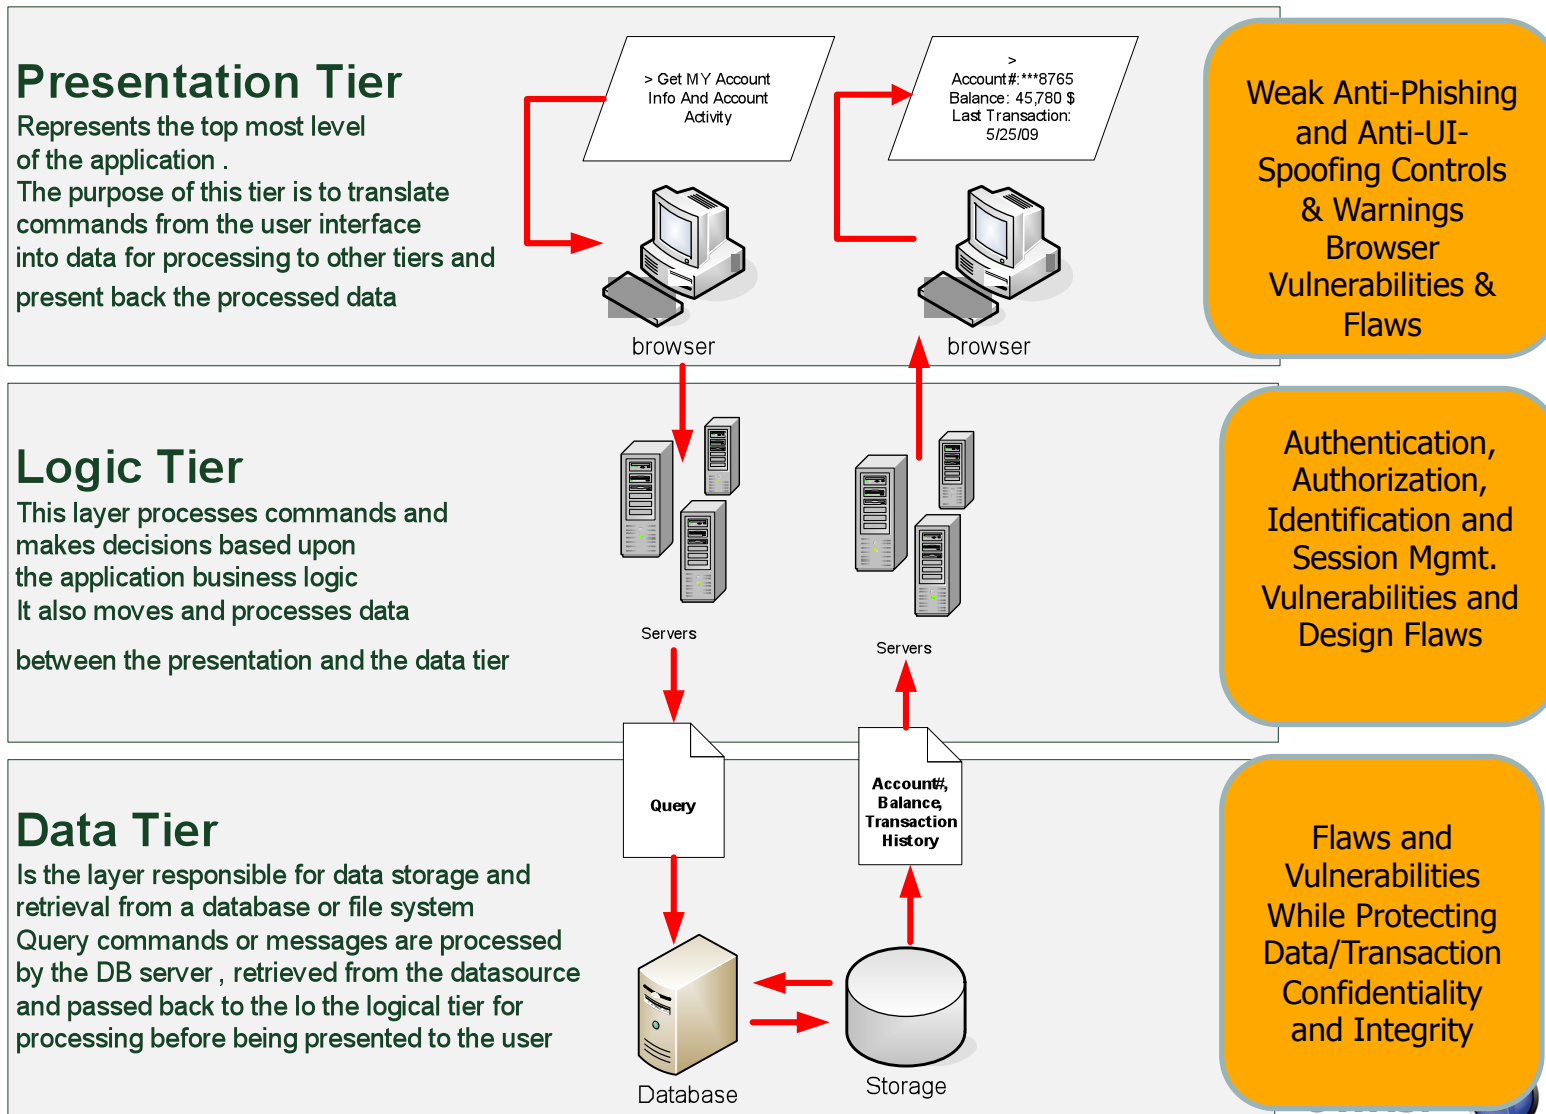 Presentation Tier
Represents the top most level
of the application .
The purpose of this tier is to translate
commands from the user interface
into data for processing to other tiers and
present back the processed data
> Get MY Account
Info And Account
Activity
>
Account#:***8765
Balance: 45,780 $
Last Transaction:
5/25/09
browser
browser
Weak Anti-Phishing
and Anti-UI-
Spoofing Controls
& Warnings
Browser
Vulnerabilities &
Flaws
Logic Tier
This layer processes commands and
makes decisions based upon
the application business logic
It also moves and processes data
between the presentation and the data tier
Servers
Servers
Authentication,
Authorization,
Identification and
Session Mgmt.
Vulnerabilities and
Design Flaws
Data Tier
Is the layer responsible for data storage and
retrieval from a database or file system
Query commands or messages are processed
by the DB server , retrieved from the datasource
and passed back to the lo the logical tier for
processing before being presented to the user
Query
Account#,
Balance,
Transaction
History
Database
Storage
Flaws and
Vulnerabilities
While Protecting
Data/Transaction
Confidentiality
and Integrity